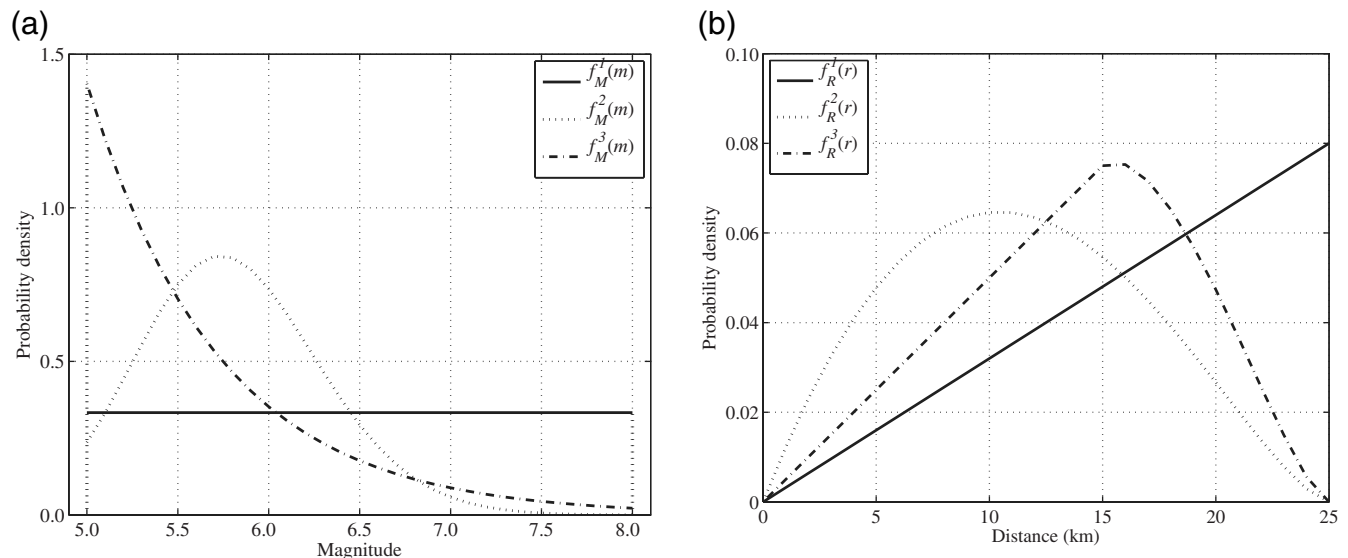 (a)
1.5
1.0
0.5
0.0
Probability density
5.0 5.5 6.0 6.5 7.0 7.5 8.0
Magnitude
f_M^1(m)
f_M^2(m)
f_M^3(m)
(b)
0.10
0.08
0.06
0.04
0.02
0
Probability density
0 5 10 15 20 25
Distance (km)
f_R^1(r)
f_R^2(r)
f_R^3(r)